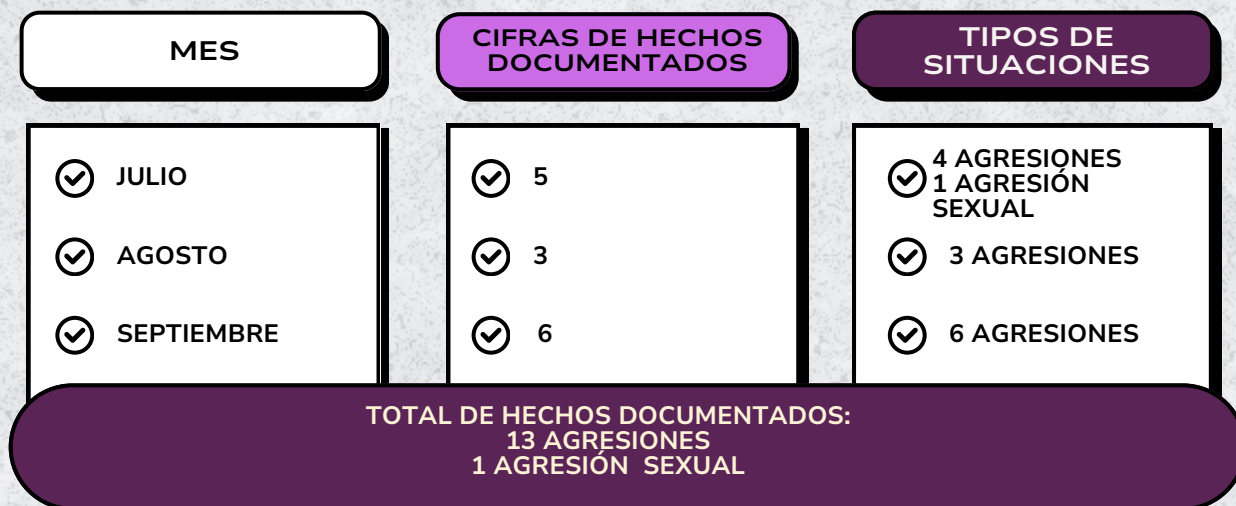 MES
CIFRAS DE HECHOS
DOCUMENTADOS
TIPOS DE
SITUACIONES
JULIO
5
4 AGRESIONES
1 AGRESIÓN
SEXUAL
AGOSTO
3
3 AGRESIONES
SEPTIEMBRE
6
6 AGRESIONES
TOTAL DE HECHOS DOCUMENTADOS:
13 AGRESIONES
1 AGRESIÓN SEXUAL